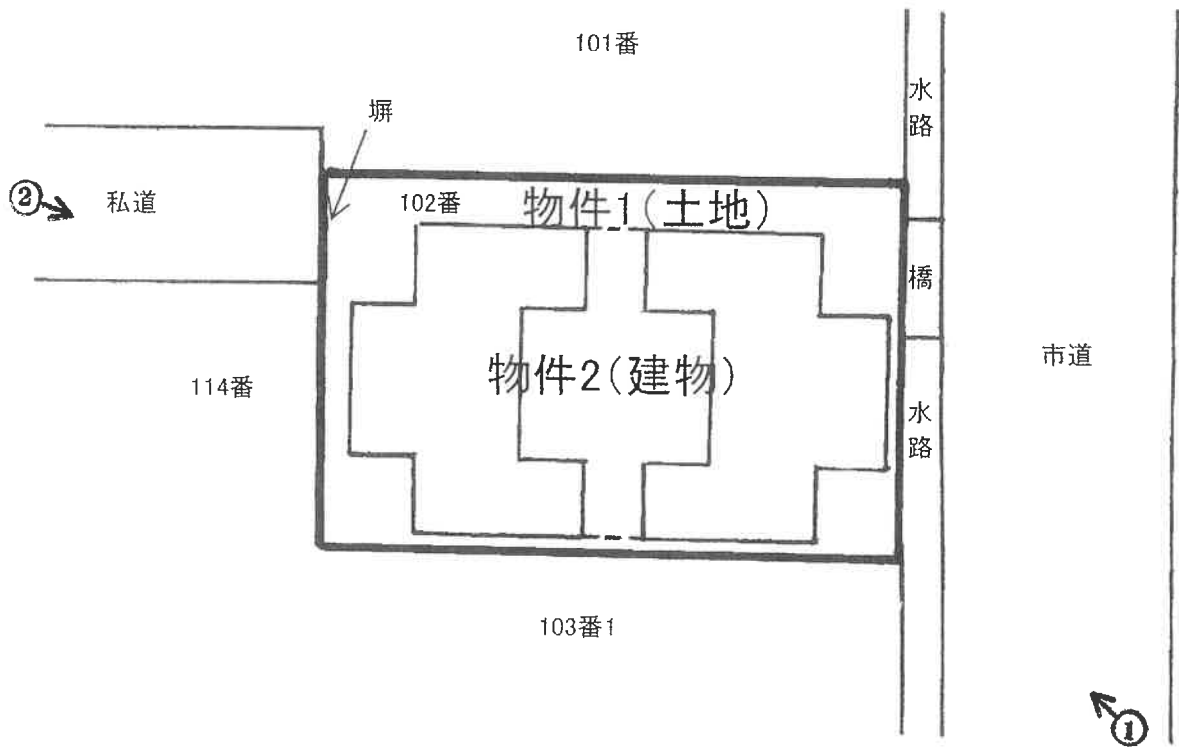 101番
水路
塀
②
私道
102番
物件1(土地)
橋
物件2(建物)
市道
114番
水路
103番1
①